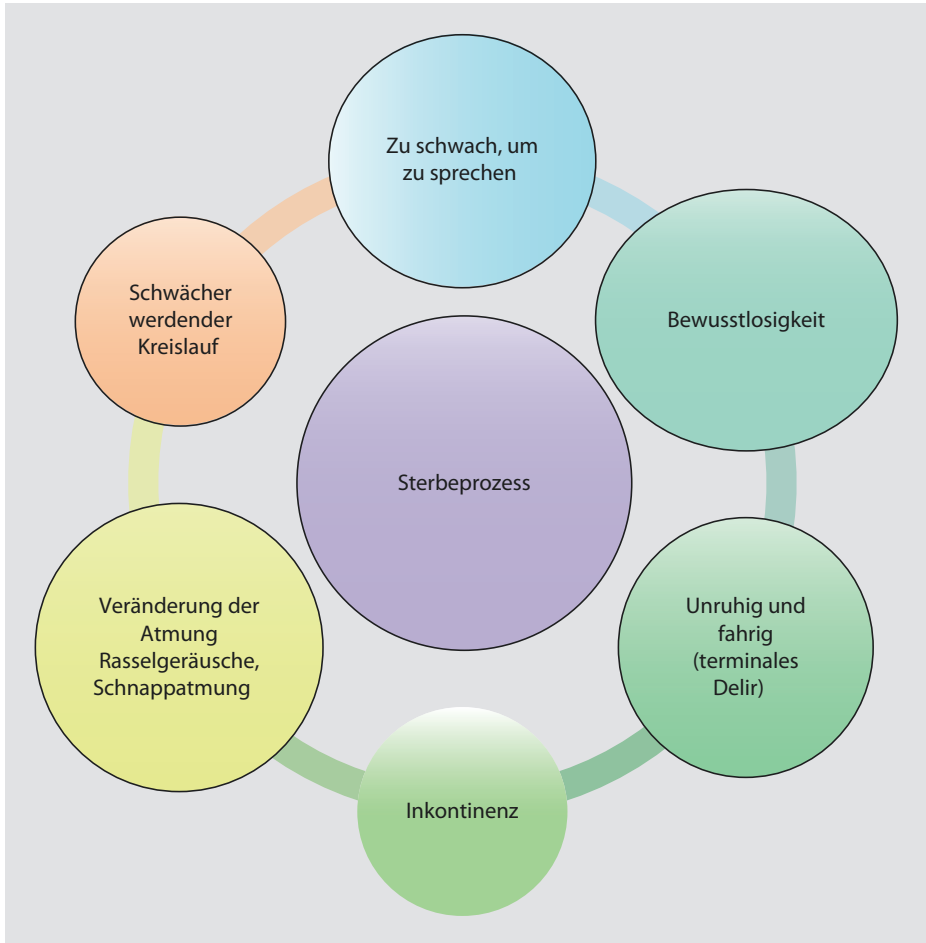 Zu schwach, um
zu sprechen
Bewusstlosigkeit
Unruhig und
fahrig
(terminales
Delir)
Inkontinenz
Veränderung der
Atmung
Rasselgeräusche,
Schnappatmung
Schwächer
werdender
Kreislauf
Sterbeprozess